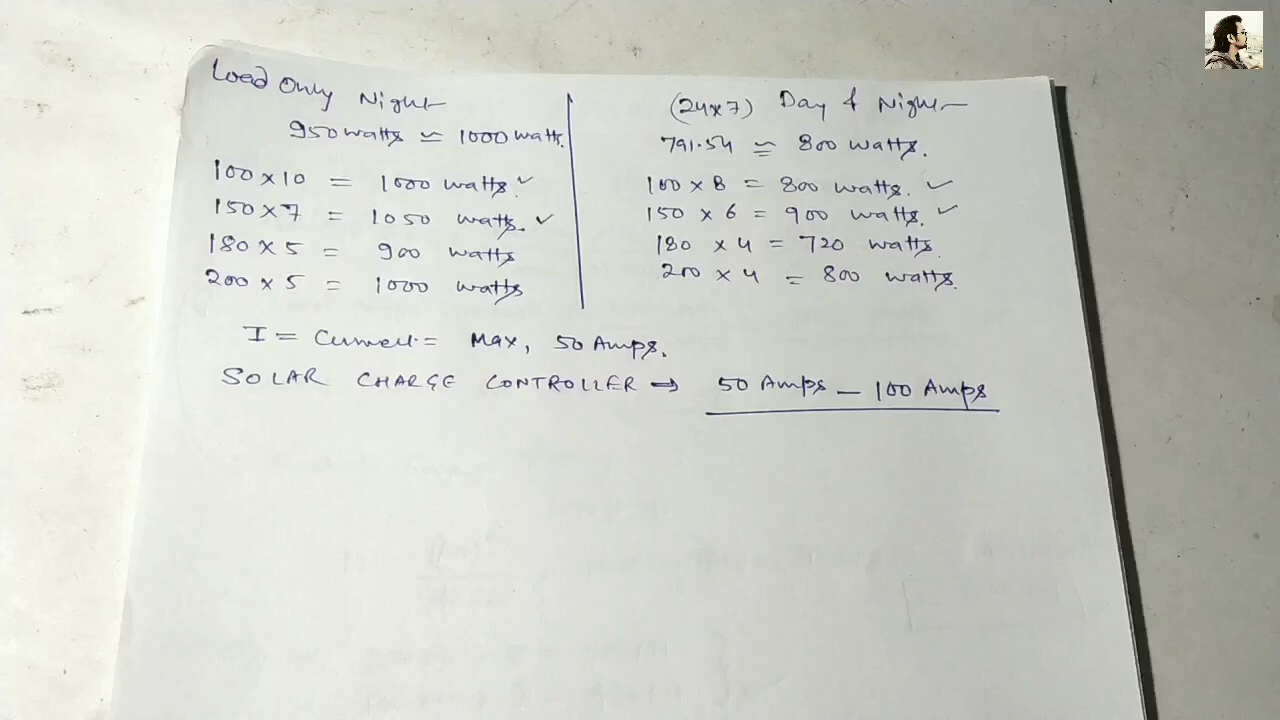 Load Only Night
950 watts ≃ 1000 watts.
100 × 10 = 1000 watts. ✓
150 × 7 = 1050 watts. ✓
180 × 5 = 900 watts
200 × 5 = 1000 watts
(24×7) Day & Night
791.54 ≃ 800 watts.
100 × 8 = 800 watts. ✓
150 × 6 = 900 watts. ✓
180 × 4 = 720 watts.
200 × 4 = 800 watts.
I = Current = Max, 50 Amps.
SOLAR CHARGE CONTROLLER → 50 Amps – 100 Amps